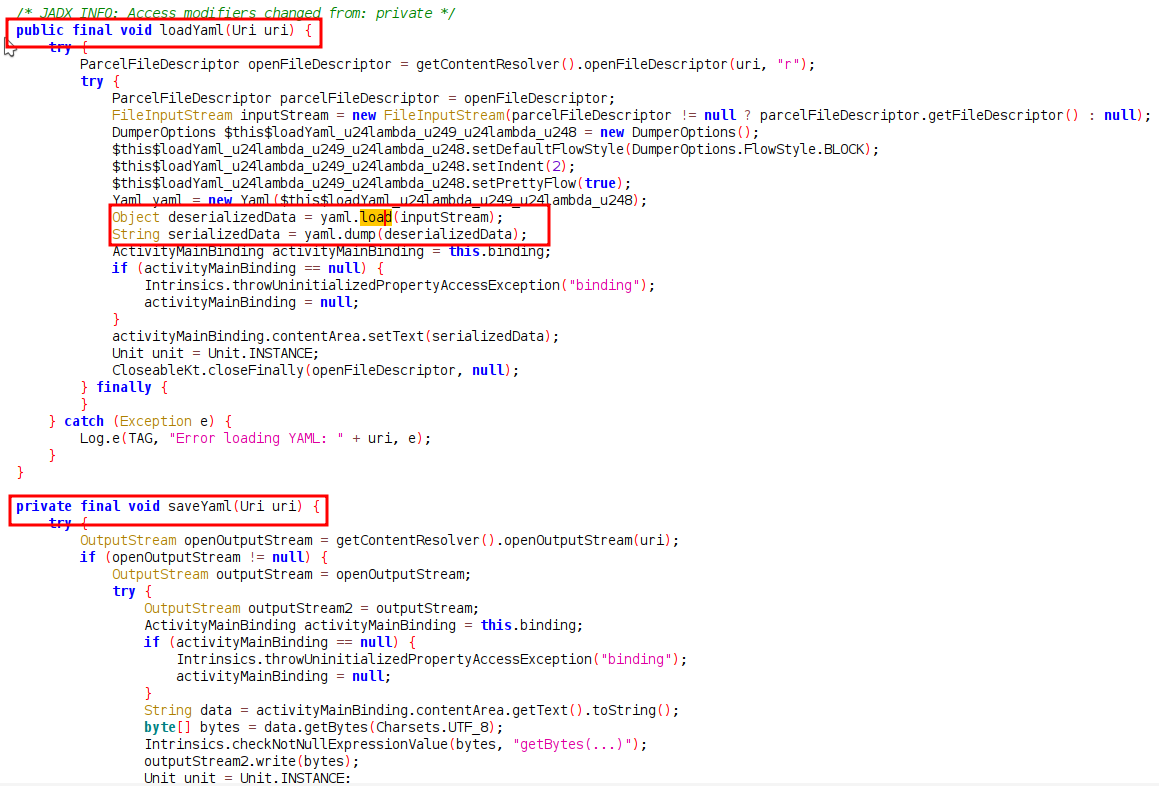 /* JADX INFO: Access modifiers changed from: private */
public final void loadYaml(Uri uri) {
try {
ParcelFileDescriptor openFileDescriptor = getContentResolver().openFileDescriptor(uri, "r");
try {
ParcelFileDescriptor parcelFileDescriptor = openFileDescriptor;
FileInputStream inputStream = new FileInputStream(parcelFileDescriptor != null ? parcelFileDescriptor.getFileDescriptor() : null);
DumperOptions $this$loadYaml_u24lambda_u249_u24lambda_u248 = new DumperOptions();
$this$loadYaml_u24lambda_u249_u24lambda_u248.setDefaultFlowStyle(DumperOptions.FlowStyle.BLOCK);
$this$loadYaml_u24lambda_u249_u24lambda_u248.setIndent(2);
$this$loadYaml_u24lambda_u249_u24lambda_u248.setPrettyFlow(true);
Yaml yaml = new Yaml($this$loadYaml_u24lambda_u249_u24lambda_u248);
Object deserializedData = yaml.load(inputStream);
String serializedData = yaml.dump(deserializedData);
ActivityMainBinding activityMainBinding = this.binding;
if (activityMainBinding == null) {
Intrinsics.throwUninitializedPropertyAccessException("binding");
activityMainBinding = null;
}
activityMainBinding.contentArea.setText(serializedData);
Unit unit = Unit.INSTANCE;
CloseableKt.closeFinally(openFileDescriptor, null);
} finally {
}
} catch (Exception e) {
Log.e(TAG, "Error loading YAML: " + uri, e);
}
}
private final void saveYaml(Uri uri) {
try {
OutputStream openOutputStream = getContentResolver().openOutputStream(uri);
if (openOutputStream != null) {
OutputStream outputStream = openOutputStream;
try {
OutputStream outputStream2 = outputStream;
ActivityMainBinding activityMainBinding = this.binding;
if (activityMainBinding == null) {
Intrinsics.throwUninitializedPropertyAccessException("binding");
activityMainBinding = null;
}
String data = activityMainBinding.contentArea.getText().toString();
byte[] bytes = data.getBytes(Charsets.UTF_8);
Intrinsics.checkNotNullExpressionValue(bytes, "getBytes(...)");
outputStream2.write(bytes);
Unit unit = Unit.INSTANCE;